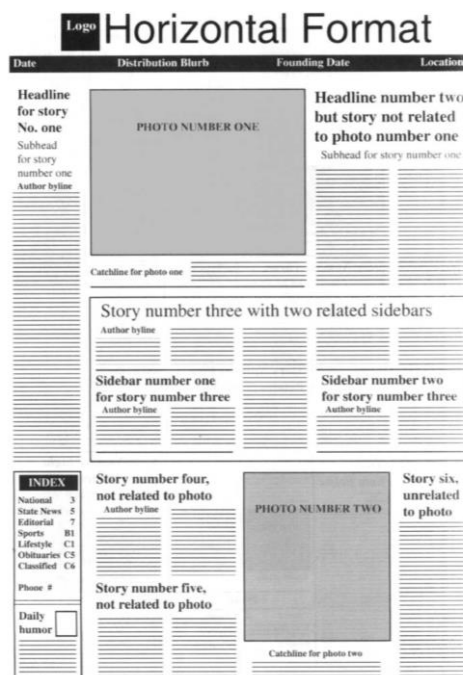 Logo Horizontal Format
Date Distribution Blurb Founding Date Location
Headline
for story
No. one
Subhead
for story
number one
Author byline
PHOTO NUMBER ONE
Catchline for photo one
Headline number two
but story not related
to photo number one
Subhead for story number one
Story number three with two related sidebars
Author byline
Sidebar number one
for story number three
Author byline
Sidebar number two
for story number three
Author byline
INDEX
National 3
State News 5
Editorial 7
Sports B1
Lifestyle C1
Obituaries C5
Classified C6
Phone #
Daily
humor
Story number four,
not related to photo
Author byline
Story number five,
not related to photo
PHOTO NUMBER TWO
Catchline for photo two
Story six,
unrelated
to photo